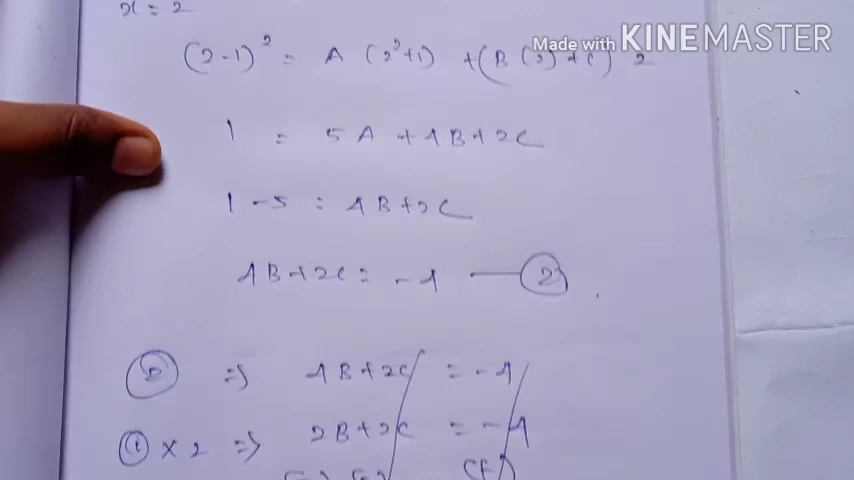 x = 2
Made with KINEMASTER
(2-1)² = A (2²+1) + (B (2) + C) 2
1 = 5A + 4B + 2C
1 - 5 = 4B + 2C
4B + 2C = -4 — ②
② ⇒ 4B + 2C = -4
① × 2 ⇒ 2B + 2C = -4
(-) (-) (+)